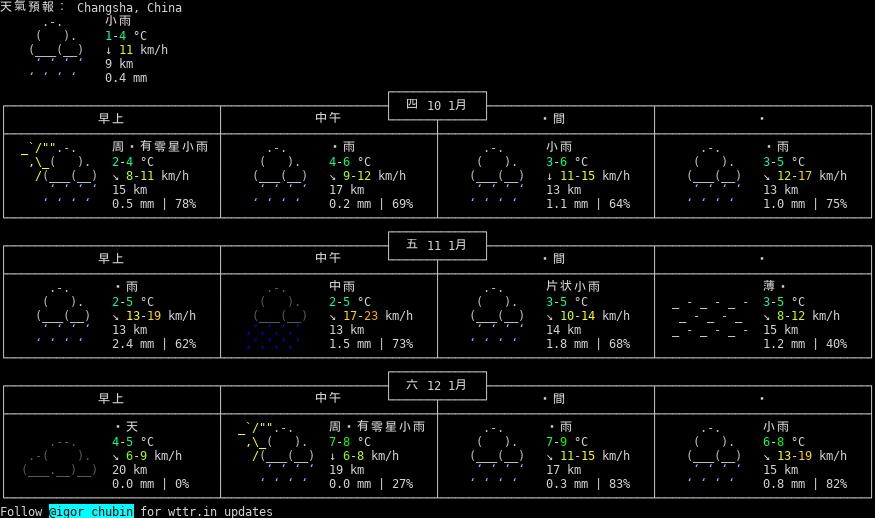 天氣預報： Changsha, China
小雨
1-4 °C
↓ 11 km/h
9 km
0.4 mm
四 10 1月
早上 中午 ・間 ・
周・有零星小雨 ・雨 小雨 ・雨
2-4 °C 4-6 °C 3-6 °C 3-5 °C
↘ 8-11 km/h ↘ 9-12 km/h ↓ 11-15 km/h ↘ 12-17 km/h
15 km 17 km 13 km 13 km
0.5 mm | 78% 0.2 mm | 69% 1.1 mm | 64% 1.0 mm | 75%
五 11 1月
早上 中午 ・間 ・
・雨 中雨 片状小雨 薄・
2-5 °C 2-5 °C 3-5 °C 3-5 °C
↘ 13-19 km/h ↘ 17-23 km/h ↘ 10-14 km/h ↘ 8-12 km/h
13 km 13 km 14 km 15 km
2.4 mm | 62% 1.5 mm | 73% 1.8 mm | 68% 1.2 mm | 40%
六 12 1月
早上 中午 ・間 ・
・天 周・有零星小雨 ・雨 小雨
4-5 °C 7-8 °C 7-9 °C 6-8 °C
↘ 6-9 km/h ↓ 6-8 km/h ↘ 11-15 km/h ↘ 13-19 km/h
20 km 19 km 17 km 15 km
0.0 mm | 0% 0.0 mm | 27% 0.3 mm | 83% 0.8 mm | 82%
Follow @igor_chubin for wttr.in updates